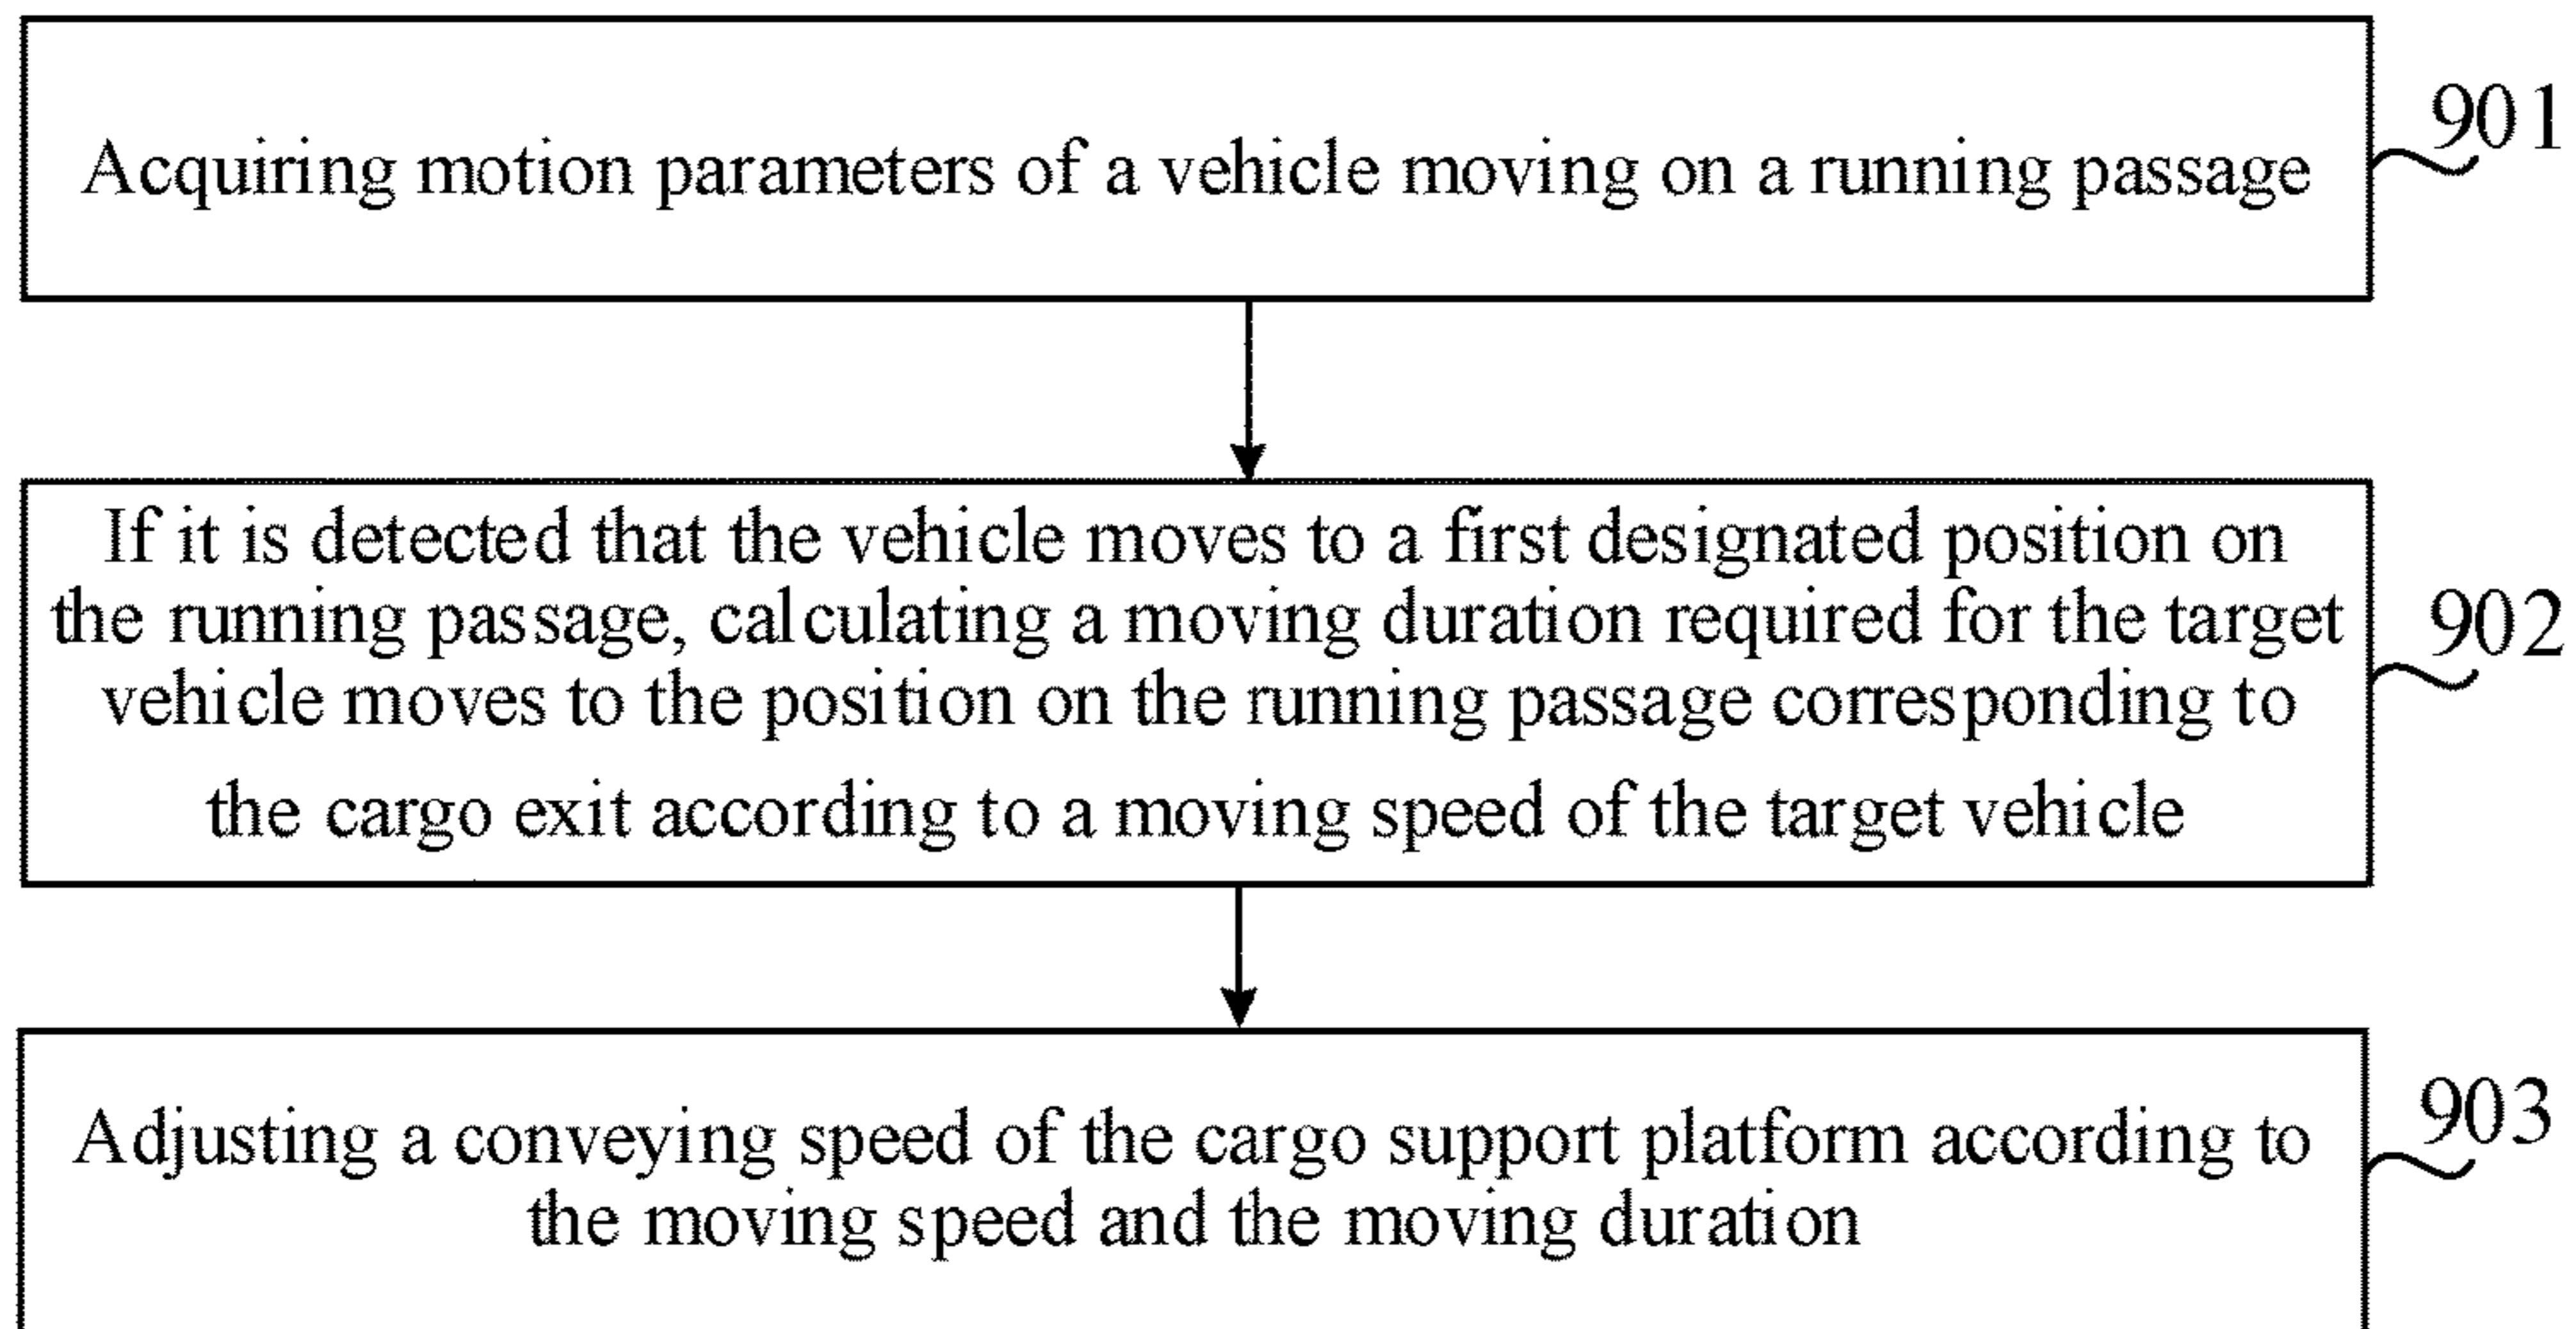 Acquiring motion parameters of a vehicle moving on a running passage
901
If it is detected that the vehicle moves to a first designated position on
the running passage, calculating a moving duration required for the target
vehicle moves to the position on the running passage corresponding to
the cargo exit according to a moving speed of the target vehicle
902
Adjusting a conveying speed of the cargo support platform according to
the moving speed and the moving duration
903